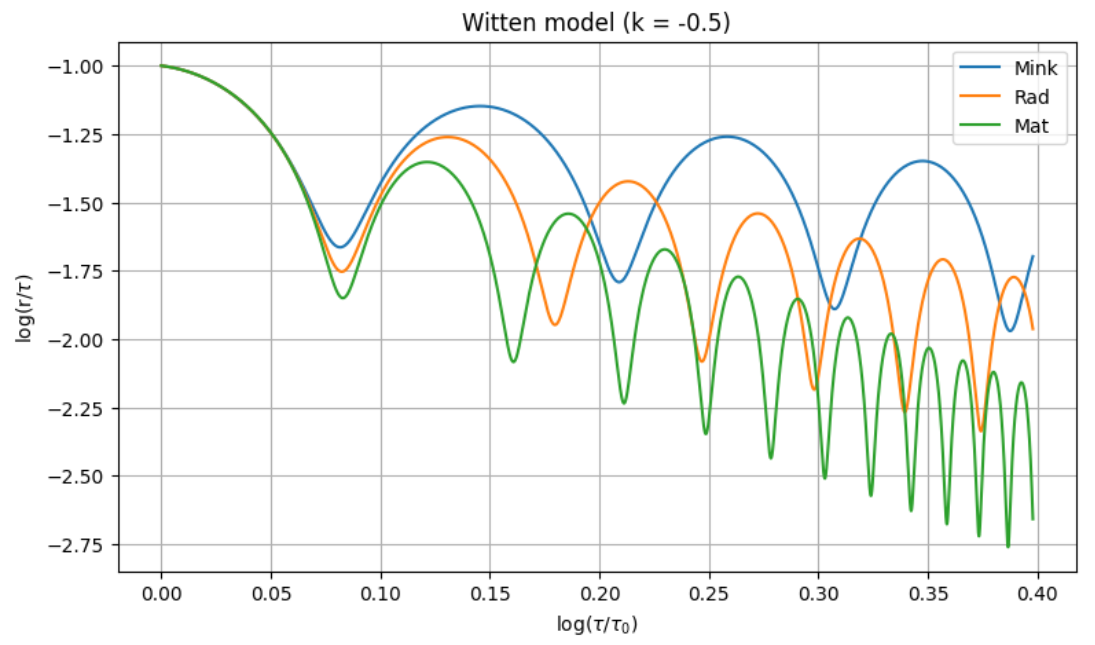 Witten model (k = -0.5)
Mink
Rad
Mat
−1.00
−1.25
−1.50
−1.75
−2.00
−2.25
−2.50
−2.75
log(r/τ)
0.00 0.05 0.10 0.15 0.20 0.25 0.30 0.35 0.40
log(τ/τ₀)